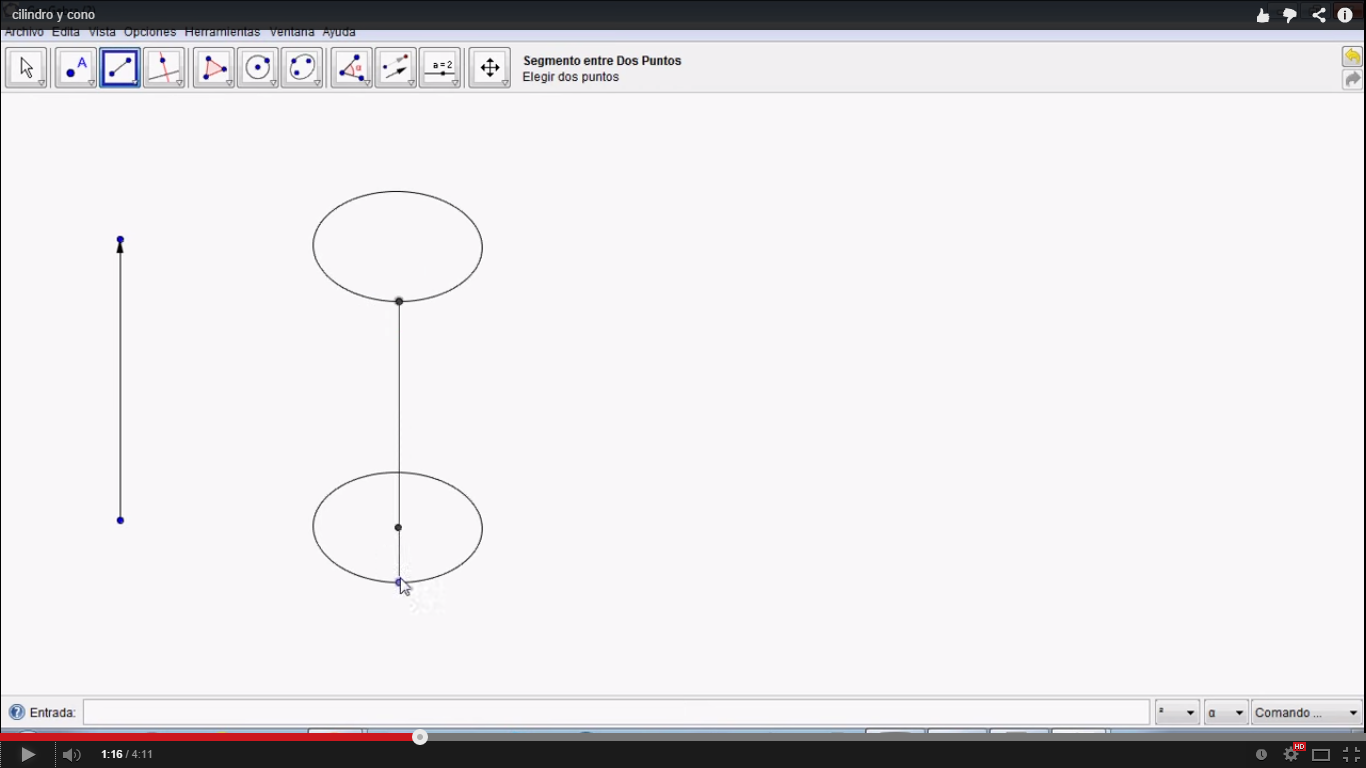 cilindro y cono
Archivo Edita Vista Opciones Herramientas Ventana Ayuda
A
α
a=2
Segmento entre Dos Puntos
Elegir dos puntos
Entrada:
α
Comando ...
1:16 / 4:11
HD